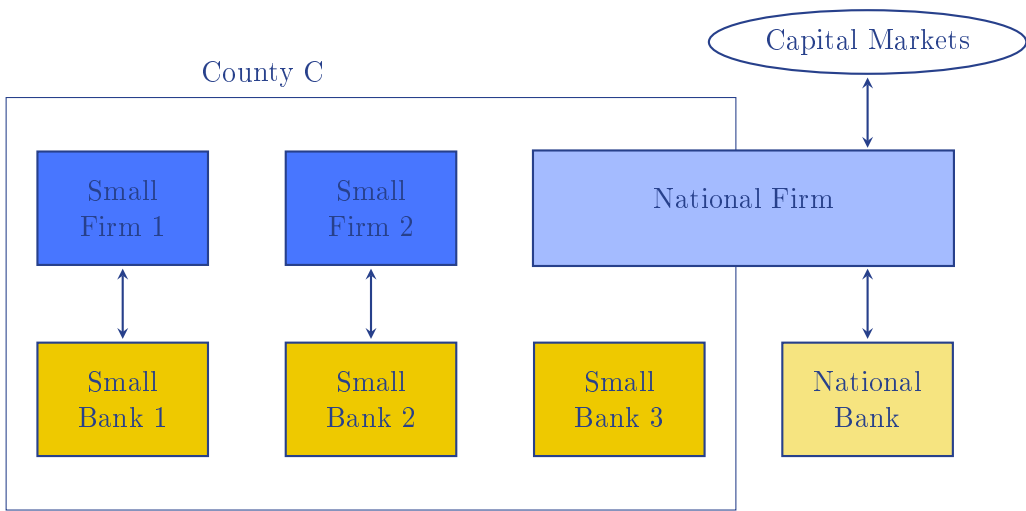 Capital Markets
County C
Small
Firm 1
Small
Firm 2
National Firm
Small
Bank 1
Small
Bank 2
Small
Bank 3
National
Bank